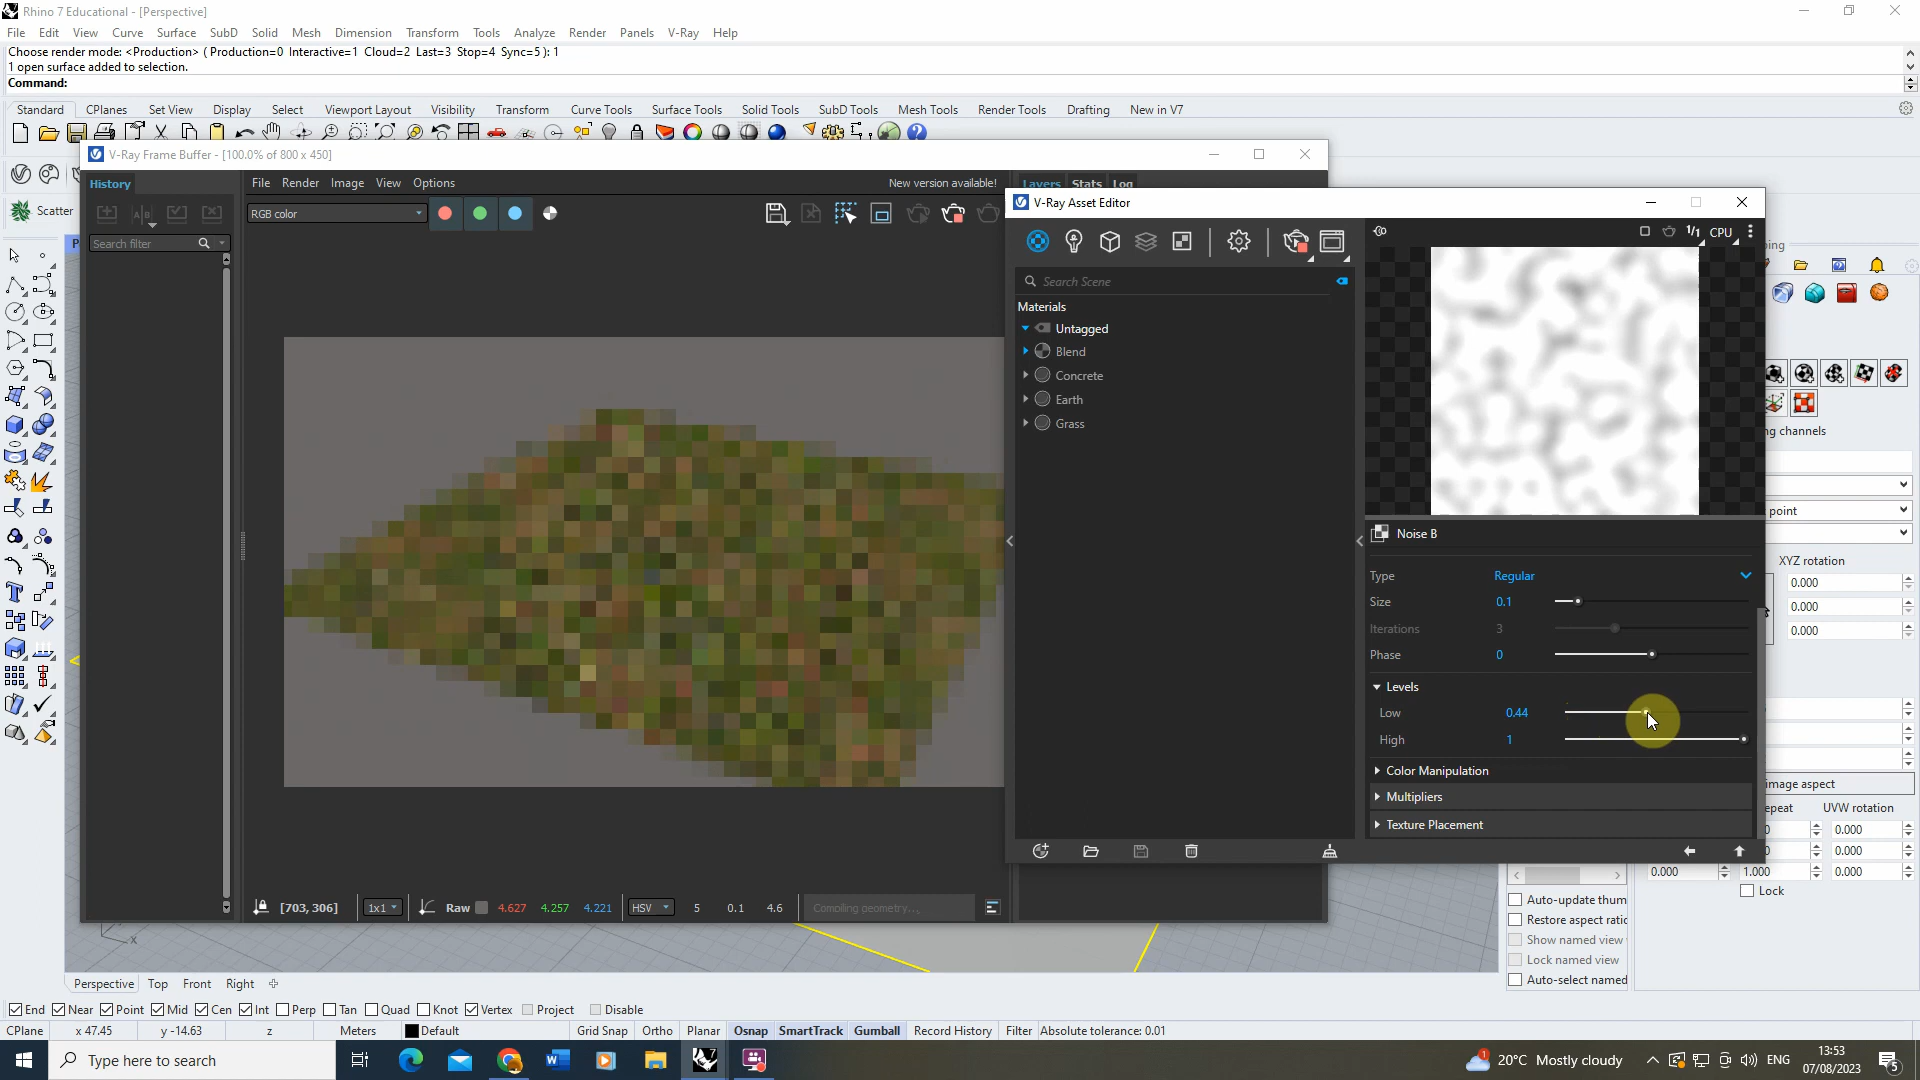 Rhino 7 Educational - [Perspective]
File Edit View Curve Surface SubD Solid Mesh Dimension Transform Tools Analyze Render Panels V-Ray Help
Choose render mode: <Production> ( Production=0 Interactive=1 Cloud=2 Last=3 Stop=4 Sync=5 ): 1
1 open surface added to selection.
Command:
Standard CPlanes Set View Display Select Viewport Layout Visibility Transform Curve Tools Surface Tools Solid Tools SubD Tools Mesh Tools Render Tools Drafting New in V7
V-Ray Frame Buffer - [100.0% of 800 x 450]
History File Render Image View Options New version available! Layers Stats Log
V-Ray Asset Editor
Scatter RGB color
Search filter
1/1 CPU
Search Scene
Materials
Untagged
Blend
Concrete
Earth
Grass
Noise B
Type Regular
Size 0.1
Iterations 3
Phase 0
Levels
Low 0.44
High 1
Color Manipulation
Multipliers
Texture Placement
ng channels
point
XYZ rotation
0.000
0.000
0.000
image aspect
epeat UVW rotation
0 0.000
0 0.000
0.000 1.000 0.000
Lock
[703, 306] 1x1 Raw 4.627 4.257 4.221 HSV 5 0.1 4.6 Compiling geometry...
Auto-update thum
Restore aspect ratio
Show named view
Lock named view
Auto-select named
x
Perspective Top Front Right
End Near Point Mid Cen Int Perp Tan Quad Knot Vertex Project Disable
CPlane x 47.45 y -14.63 z Meters Default Grid Snap Ortho Planar Osnap SmartTrack Gumball Record History Filter Absolute tolerance: 0.01
Type here to search
20°C Mostly cloudy ENG 13:53
07/08/2023
5